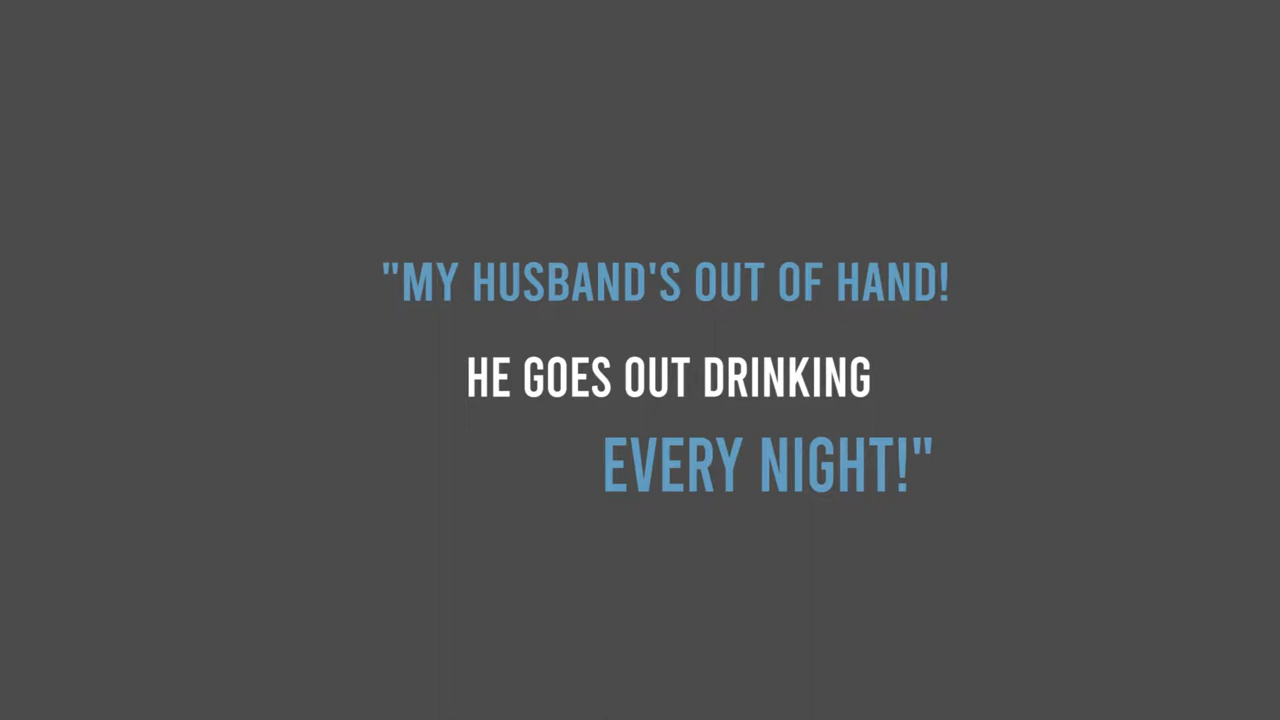 "MY HUSBAND'S OUT OF HAND!
HE GOES OUT DRINKING
EVERY NIGHT!"